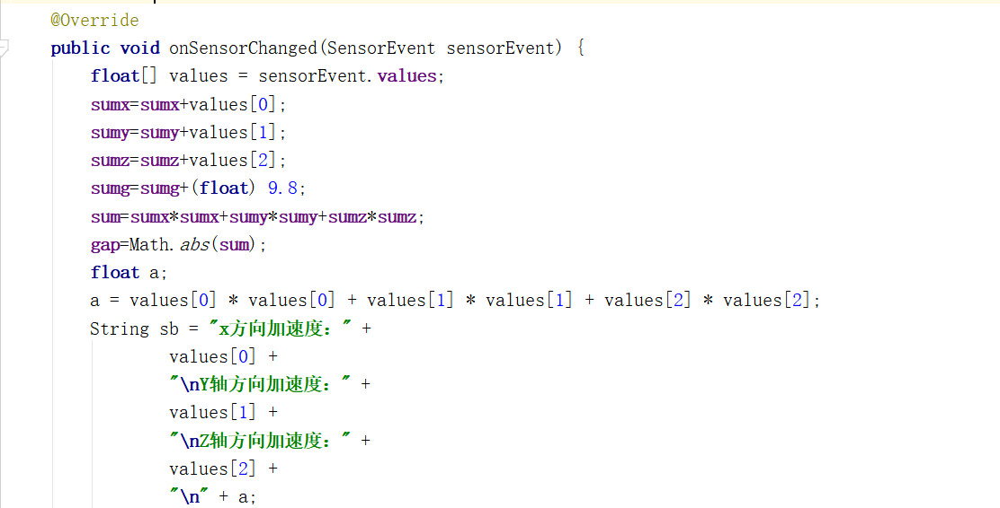 @Override
public void onSensorChanged(SensorEvent sensorEvent) {
float[] values = sensorEvent.values;
sumx=sumx+values[0];
sumy=sumy+values[1];
sumz=sumz+values[2];
sumg=sumg+(float) 9.8;
sum=sumx*sumx+sumy*sumy+sumz*sumz;
gap=Math.abs(sum);
float a;
a = values[0] * values[0] + values[1] * values[1] + values[2] * values[2];
String sb = "x方向加速度：" +
values[0] +
"\nY轴方向加速度：" +
values[1] +
"\nZ轴方向加速度：" +
values[2] +
"\n" + a;